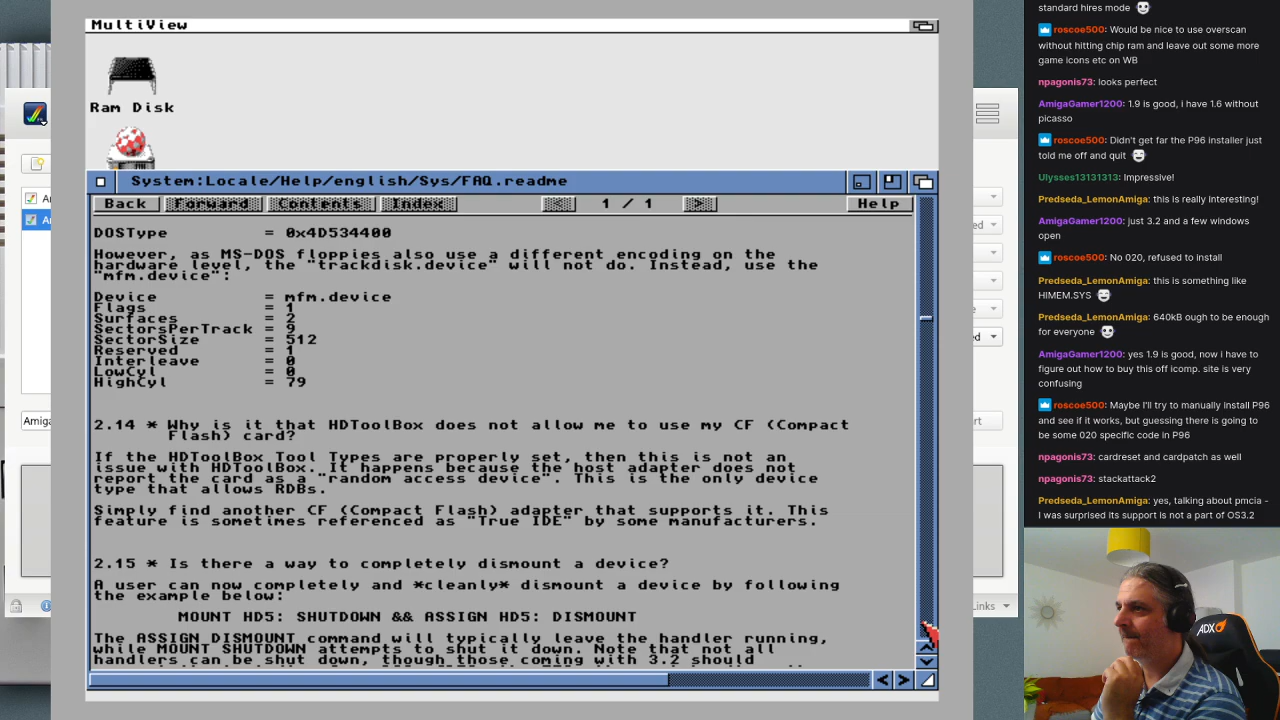 MultiView
Ram Disk
System:Locale/Help/english/Sys/FAQ.readme
Back Forward Contents Index < 1 / 1 > Help
DOSType = 0x4D534400
However, as MS-DOS floppies also use a different encoding on the
hardware level, the "trackdisk.device" will not do. Instead, use the
"mfm.device":
Device = mfm.device
Flags = 1
Surfaces = 2
SectorsPerTrack = 9
SectorSize = 512
Reserved = 1
Interleave = 0
LowCyl = 0
HighCyl = 79
2.14 * Why is it that HDToolBox does not allow me to use my CF (Compact
Flash) card?
If the HDToolBox Tool Types are properly set, then this is not an
issue with HDToolBox. It happens because the host adapter does not
report the card as a "random access device". This is the only device
type that allows RDBs.
Simply find another CF (Compact Flash) adapter that supports it. This
feature is sometimes referenced as "True IDE" by some manufacturers.
2.15 * Is there a way to completely dismount a device?
A user can now completely and *cleanly* dismount a device by following
the example below:
MOUNT HD5: SHUTDOWN && ASSIGN HD5: DISMOUNT
The ASSIGN DISMOUNT command will typically leave the handler running,
while MOUNT SHUTDOWN attempts to shut it down. Note that not all
handlers can be shut down, though those coming with 3.2 should
A
A
Amiga
ed
ed
rt
Links
standard hires mode
roscoe500: Would be nice to use overscan
without hitting chip ram and leave out some more
game icons etc on WB
npagonis73: looks perfect
AmigaGamer1200: 1.9 is good, i have 1.6 without
picasso
roscoe500: Didn't get far the P96 installer just
told me off and quit
Ulysses13131313: Impressive!
Predseda_LemonAmiga: this is really interesting!
AmigaGamer1200: just 3.2 and a few windows
open
roscoe500: No 020, refused to install
Predseda_LemonAmiga: this is something like
HIMEM.SYS
Predseda_LemonAmiga: 640kB ough to be enough
for everyone
AmigaGamer1200: yes 1.9 is good, now i have to
figure out how to buy this off icomp. site is very
confusing
roscoe500: Maybe I'll try to manually install P96
and see if it works, but guessing there is going to
be some 020 specific code in P96
npagonis73: cardreset and cardpatch as well
npagonis73: stackattack2
Predseda_LemonAmiga: yes, talking about pmcia -
I was surprised its support is not a part of OS3.2
ADX